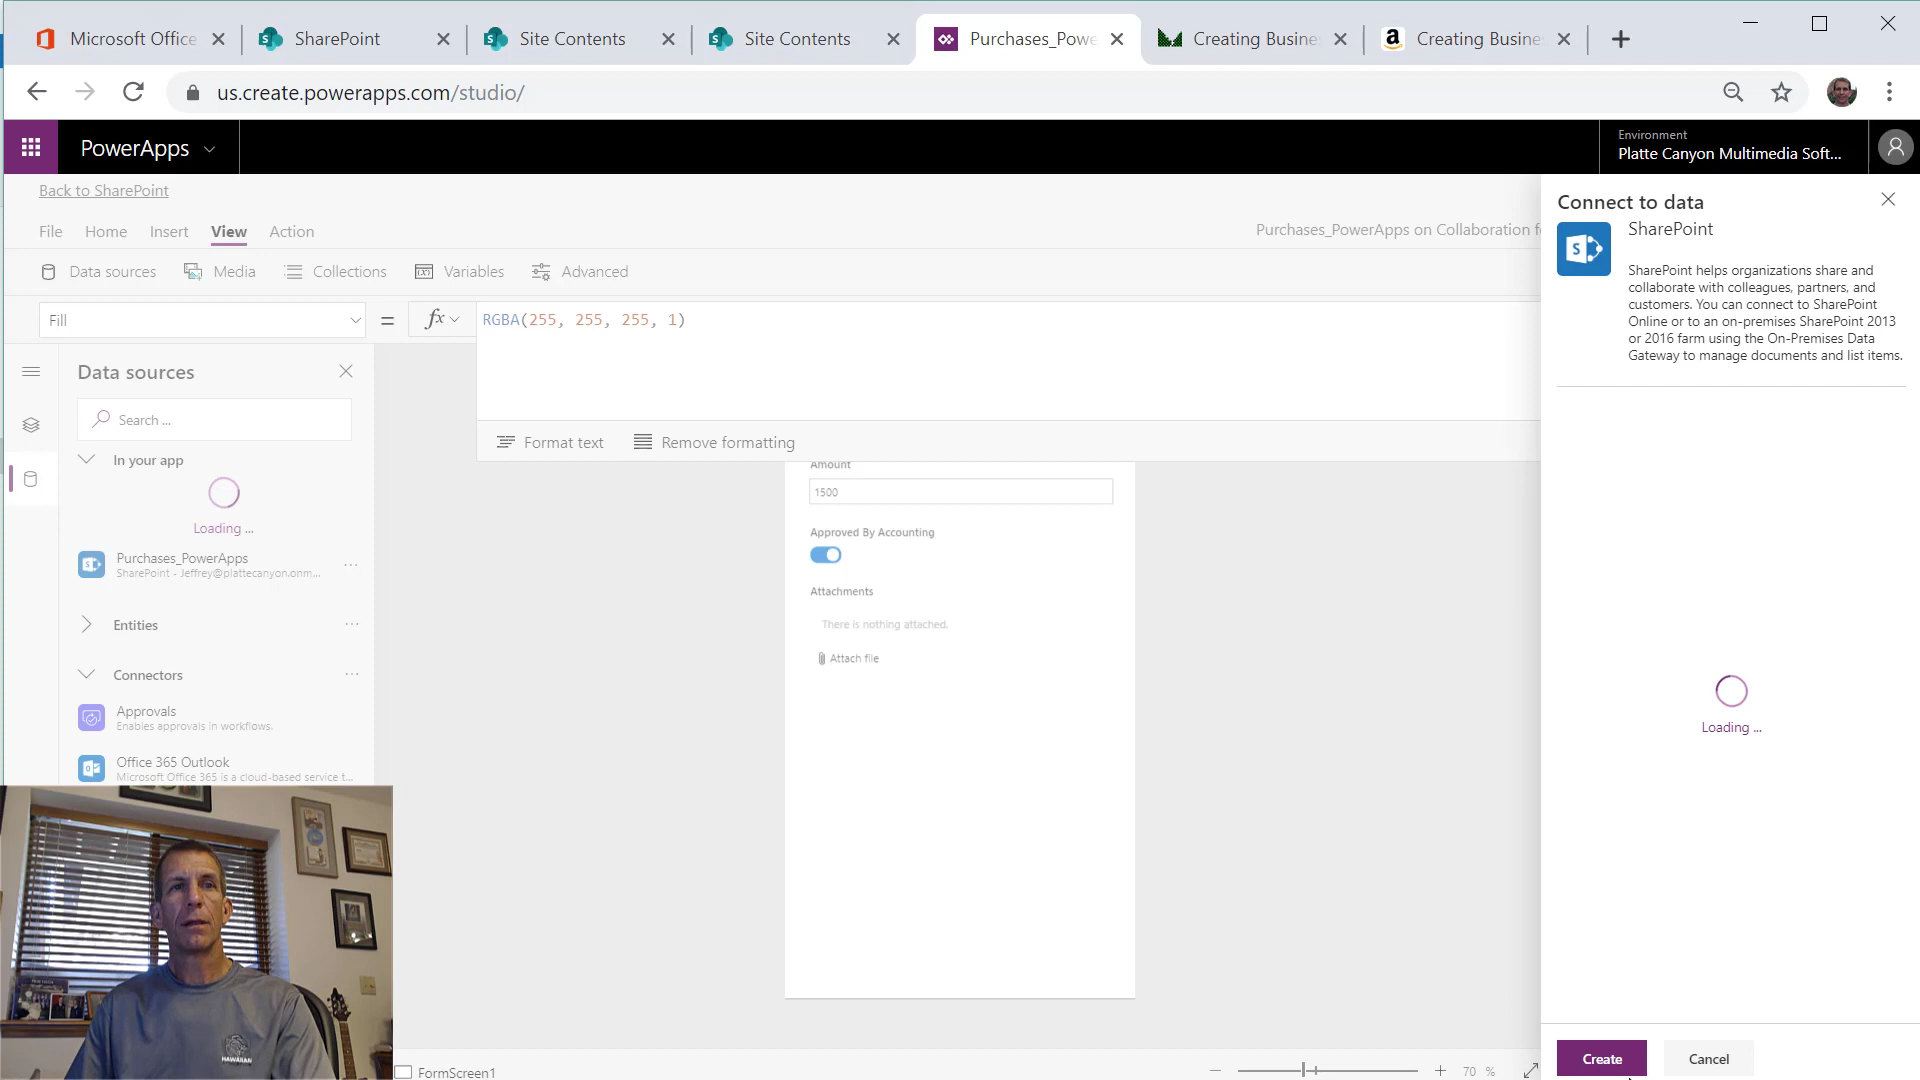 Microsoft Office
SharePoint
Site Contents
Site Contents
Purchases_Powe
Creating Busine
Creating Busine
us.create.powerapps.com/studio/
PowerApps
Environment
Platte Canyon Multimedia Soft...
Back to SharePoint
File
Home
Insert
View
Action
Purchases_PowerApps on Collaboration f
Data sources
Media
Collections
Variables
Advanced
Fill
=
fx
RGBA(255, 255, 255, 1)
Format text
Remove formatting
Data sources
Search ...
In your app
Loading ...
Purchases_PowerApps
SharePoint - Jeffrey@plattecanyon.onm...
Entities
Connectors
Approvals
Enables approvals in workflows.
Office 365 Outlook
Microsoft Office 365 is a cloud-based service t...
Amount
1500
Approved By Accounting
Attachments
There is nothing attached.
Attach file
Connect to data
SharePoint
SharePoint helps organizations share and
collaborate with colleagues, partners, and
customers. You can connect to SharePoint
Online or to an on-premises SharePoint 2013
or 2016 farm using the On-Premises Data
Gateway to manage documents and list items.
Loading ...
Create
Cancel
HAWAIIAN
FormScreen1
70 %